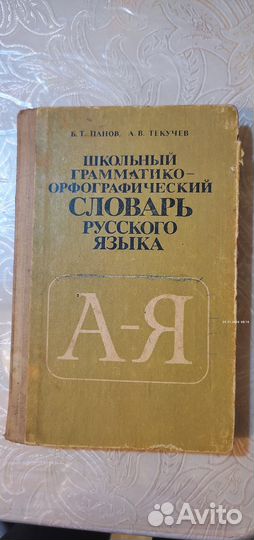 Б. Т. ПАНОВ, А. В. ТЕКУЧЕВ
ШКОЛЬНЫЙ
ГРАММАТИКО-
ОРФОГРАФИЧЕСКИЙ
СЛОВАРЬ
РУССКОГО
ЯЗЫКА
А-Я
Avito